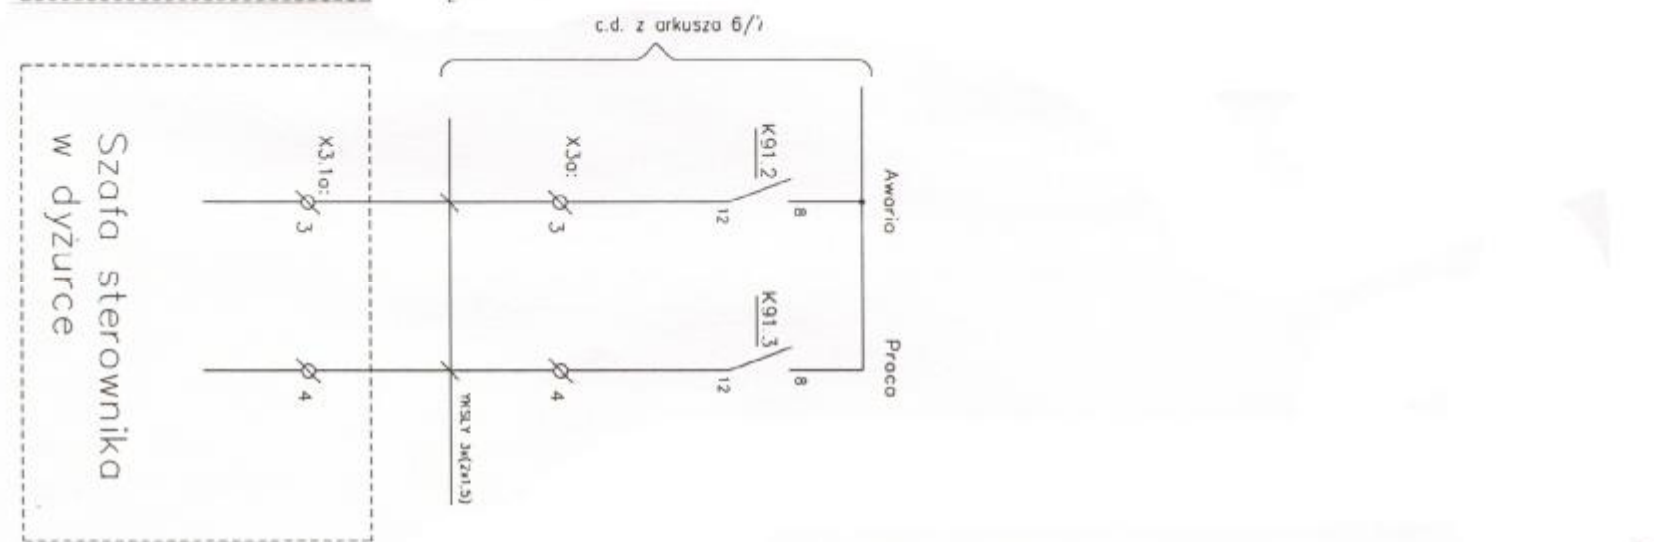 c.d. z arkusza 6/
Awaria
Praca
K91.2
8
12
K91.3
8
12
X3a:
3
4
YKSLY 3x(2x1,5)
X3.1a:
3
4
Szafa sterownika
w dyżurce